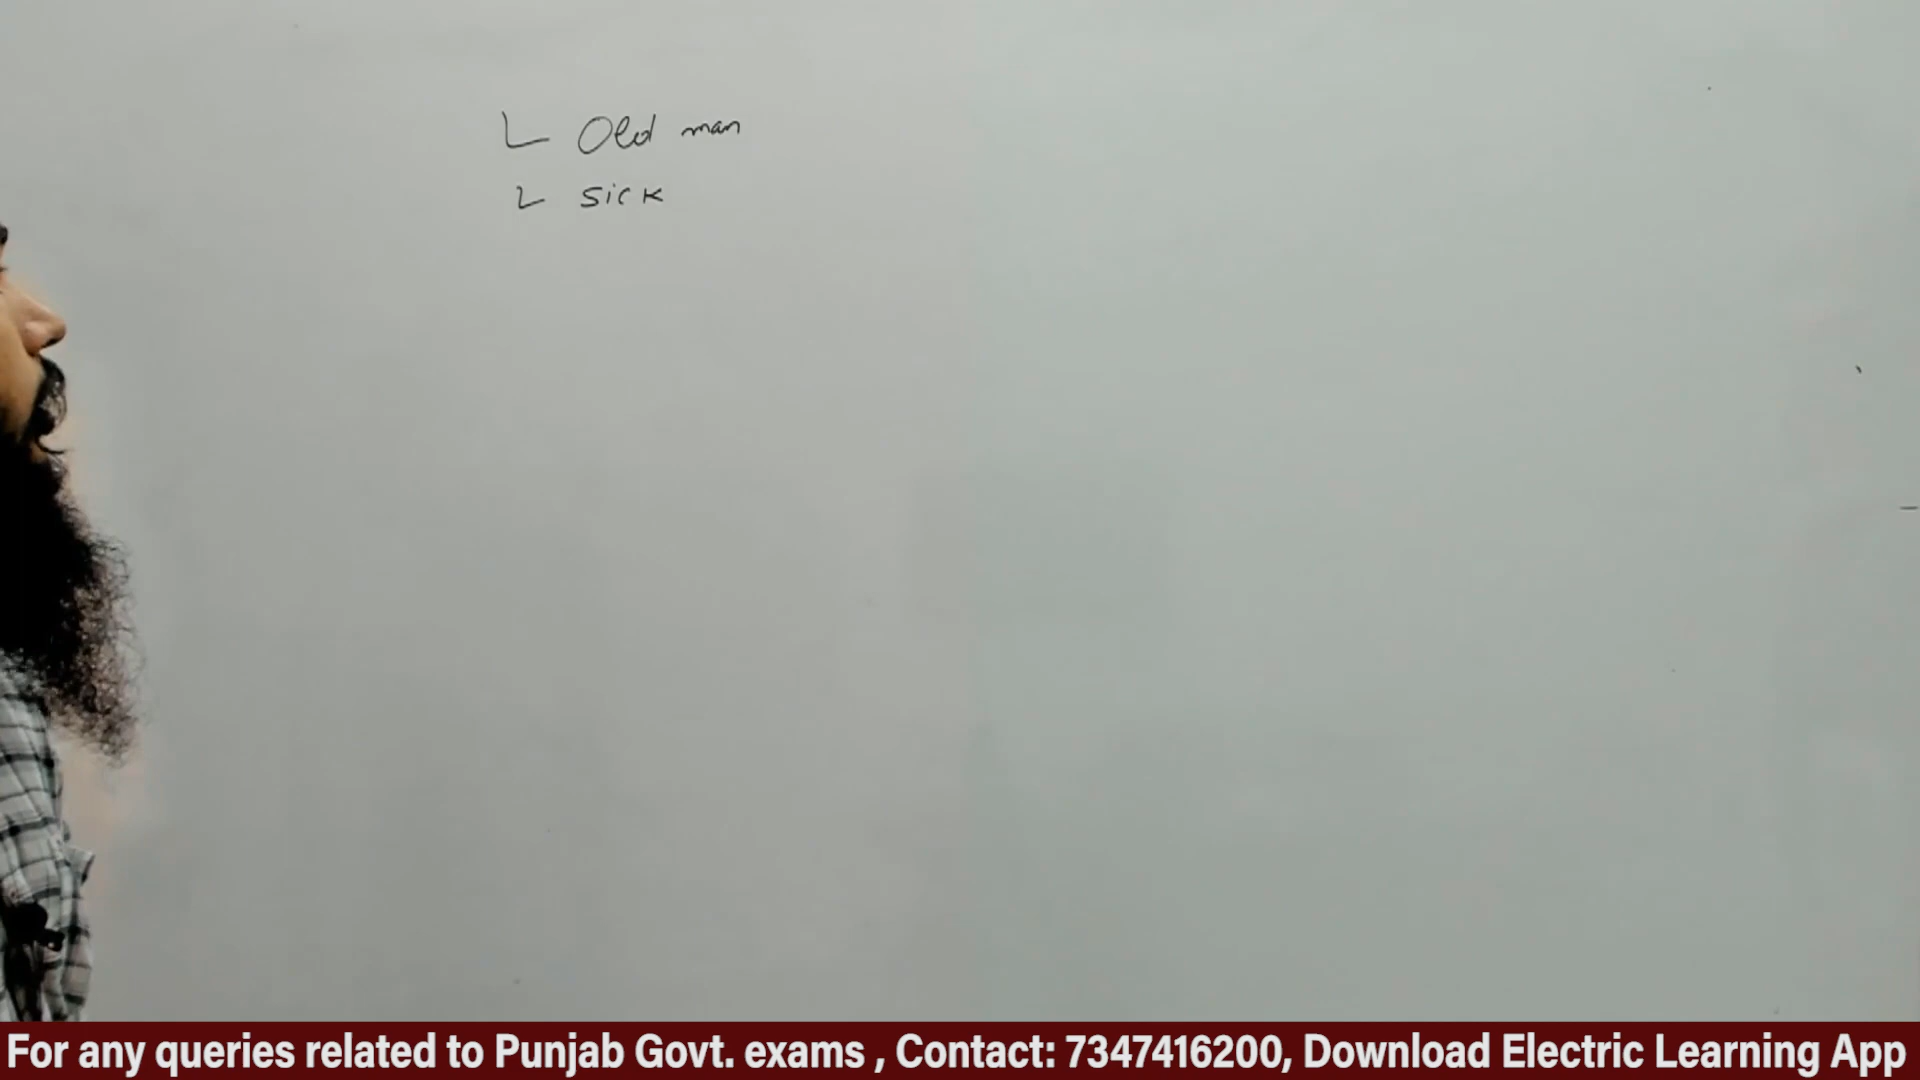 Old man
sick
For any queries related to Punjab Govt. exams , Contact: 7347416200, Download Electric Learning App